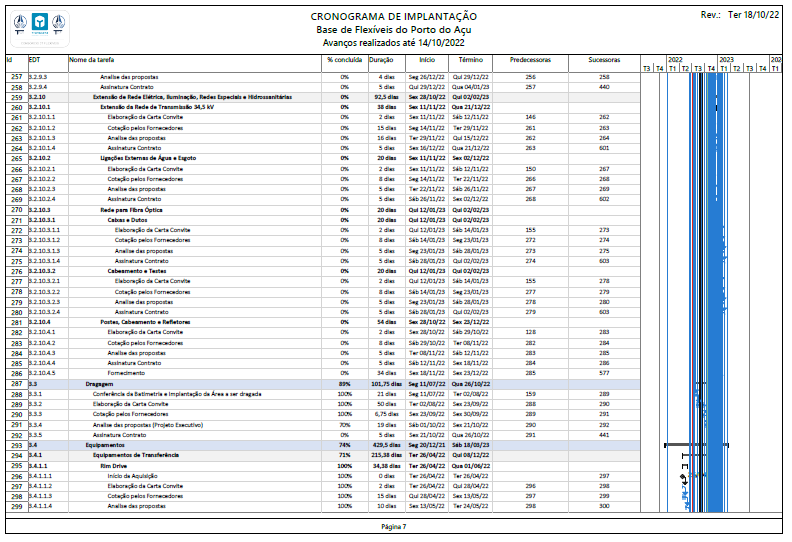 CRONOGRAMA DE IMPLANTAÇÃO
Base de Flexíveis do Porto do Açu
Avanços realizados até 14/10/2022
Rev.: Ter 18/10/22
Id EDT Nome da tarefa % concluída Duração Início Término Predecessoras Sucessoras 2022 2023 202
T3 T4 T1 T2 T3 T4 T1 T2 T3 T4 T1
257 3.2.9.3 Analise das propostas 0% 4 dias Seg 26/12/22 Qui 29/12/22 256 258
258 3.2.9.4 Assinatura Contrato 0% 5 dias Qui 29/12/22 Qua 04/01/23 257 440
259 3.2.10 Extensão de Rede Elétrica, Iluminação, Redes Especiais e Hidrossanitárias 0% 92,5 dias Sex 28/10/22 Qui 02/02/23
260 3.2.10.1 Extensão da Rede de Transmissão 34,5 kV 0% 38 dias Sex 11/11/22 Qua 21/12/22
261 3.2.10.1.1 Elaboração da Carta Convite 0% 2 dias Sex 11/11/22 Sáb 12/11/22 146 262
262 3.2.10.1.2 Cotação pelos Fornecedores 0% 15 dias Seg 14/11/22 Ter 29/11/22 261 263
263 3.2.10.1.3 Analise das propostas 0% 16 dias Ter 29/11/22 Qui 15/12/22 262 264
264 3.2.10.1.4 Assinatura Contrato 0% 5 dias Sex 16/12/22 Qua 21/12/22 263 601
265 3.2.10.2 Ligações Externas de Água e Esgoto 0% 20 dias Sex 11/11/22 Sex 02/12/22
266 3.2.10.2.1 Elaboração da Carta Convite 0% 2 dias Sex 11/11/22 Sáb 12/11/22 150 267
267 3.2.10.2.2 Cotação pelos Fornecedores 0% 8 dias Seg 14/11/22 Ter 22/11/22 266 268
268 3.2.10.2.3 Analise das propostas 0% 5 dias Ter 22/11/22 Sáb 26/11/22 267 269
269 3.2.10.2.4 Assinatura Contrato 0% 5 dias Sáb 26/11/22 Sex 02/12/22 268 602
270 3.2.10.3 Rede para Fibra Óptica 0% 20 dias Qui 12/01/23 Qui 02/02/23
271 3.2.10.3.1 Caixas e Dutos 0% 20 dias Qui 12/01/23 Qui 02/02/23
272 3.2.10.3.1.1 Elaboração da Carta Convite 0% 2 dias Qui 12/01/23 Sáb 14/01/23 155 273
273 3.2.10.3.1.2 Cotação pelos Fornecedores 0% 8 dias Sáb 14/01/23 Seg 23/01/23 272 274
274 3.2.10.3.1.3 Analise das propostas 0% 5 dias Seg 23/01/23 Sáb 28/01/23 273 275
275 3.2.10.3.1.4 Assinatura Contrato 0% 5 dias Sáb 28/01/23 Qui 02/02/23 274 603
276 3.2.10.3.2 Cabeamento e Testes 0% 20 dias Qui 12/01/23 Qui 02/02/23
277 3.2.10.3.2.1 Elaboração da Carta Convite 0% 2 dias Qui 12/01/23 Sáb 14/01/23 155 278
278 3.2.10.3.2.2 Cotação pelos Fornecedores 0% 8 dias Sáb 14/01/23 Seg 23/01/23 277 279
279 3.2.10.3.2.3 Analise das propostas 0% 5 dias Seg 23/01/23 Sáb 28/01/23 278 280
280 3.2.10.3.2.4 Assinatura Contrato 0% 5 dias Sáb 28/01/23 Qui 02/02/23 279 603
281 3.2.10.4 Postes, Cabeamento e Refletores 0% 54 dias Sex 28/10/22 Sex 23/12/22
282 3.2.10.4.1 Elaboração da Carta Convite 0% 2 dias Sex 28/10/22 Sáb 29/10/22 128 283
283 3.2.10.4.2 Cotação pelos Fornecedores 0% 8 dias Sáb 29/10/22 Ter 08/11/22 282 284
284 3.2.10.4.3 Analise das propostas 0% 5 dias Ter 08/11/22 Sáb 12/11/22 283 285
285 3.2.10.4.4 Assinatura Contrato 0% 5 dias Sáb 12/11/22 Sex 18/11/22 284 286
286 3.2.10.4.5 Fornecimento 0% 34 dias Sex 18/11/22 Sex 23/12/22 285 577
287 3.3 Dragagem 89% 101,75 dias Seg 11/07/22 Qua 26/10/22
288 3.3.1 Conferência da Batimetria e Implantação da Área a ser dragada 100% 21 dias Seg 11/07/22 Ter 02/08/22 159 289
289 3.3.2 Elaboração da Carta Convite 100% 50 dias Ter 02/08/22 Sex 23/09/22 288 290
290 3.3.3 Cotação pelos Fornecedores 100% 6,75 dias Sex 23/09/22 Sex 30/09/22 289 291
291 3.3.4 Analise das propostas (Projeto Executivo) 70% 19 dias Sáb 01/10/22 Sex 21/10/22 290 292
292 3.3.5 Assinatura Contrato 0% 5 dias Sex 21/10/22 Qua 26/10/22 291 441
293 3.4 Equipamentos 74% 429,5 dias Seg 20/12/21 Sáb 18/03/23
294 3.4.1 Equipamentos de Transferência 71% 215,38 dias Ter 26/04/22 Qui 08/12/22
295 3.4.1.1 Rim Drive 100% 34,38 dias Ter 26/04/22 Qua 01/06/22
296 3.4.1.1.1 Início da Aquisição 100% 0 dias Ter 26/04/22 Ter 26/04/22 297
297 3.4.1.1.2 Elaboração da Carta Convite 100% 2 dias Ter 26/04/22 Qui 28/04/22 296 298
298 3.4.1.1.3 Cotação pelos Fornecedores 100% 15 dias Qui 28/04/22 Sex 13/05/22 297 299
299 3.4.1.1.4 Analise das propostas 100% 10 dias Sex 13/05/22 Ter 24/05/22 298 300
Página 7